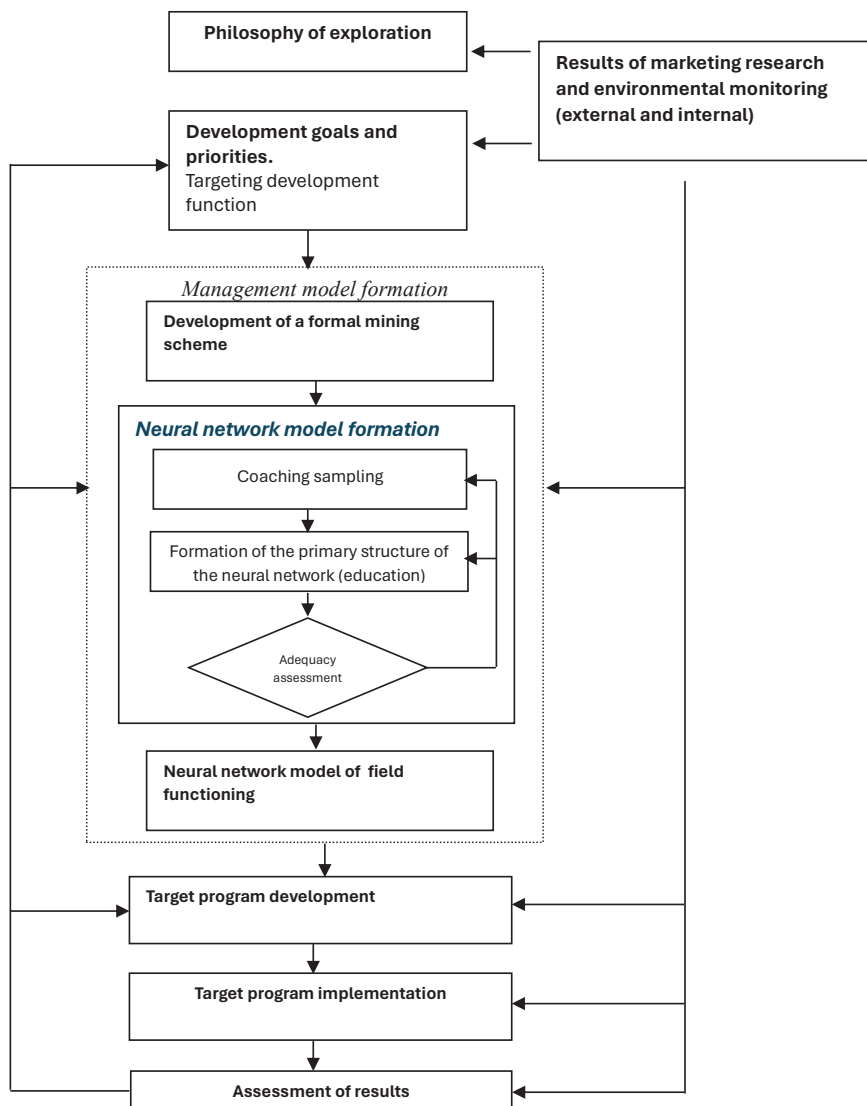 Philosophy of exploration
Results of marketing research
and environmental monitoring
(external and internal)
Development goals and
priorities.
Targeting development
function
Management model formation
Development of a formal mining
scheme
Neural network model formation
Coaching sampling
Formation of the primary structure of
the neural network (education)
Adequacy
assessment
Neural network model of field
functioning
Target program development
Target program implementation
Assessment of results